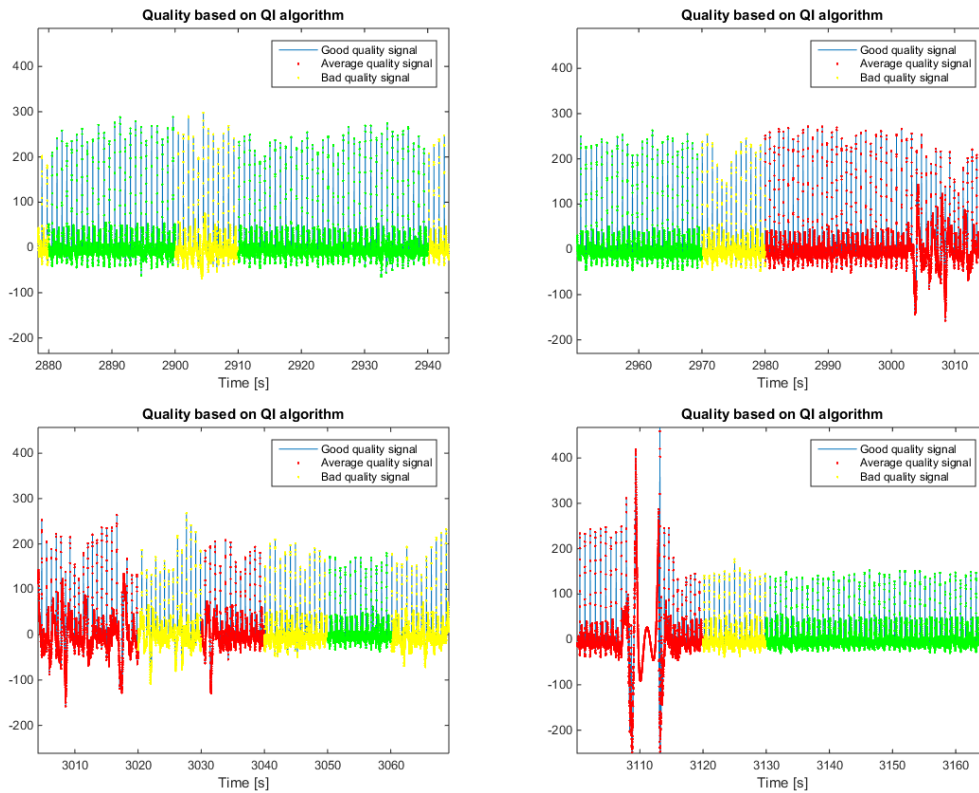 Quality based on QI algorithm
Good quality signal
Average quality signal
Bad quality signal
400
300
200
100
0
-100
-200
2880 2890 2900 2910 2920 2930 2940
Time [s]
Quality based on QI algorithm
Good quality signal
Average quality signal
Bad quality signal
400
300
200
100
0
-100
-200
2960 2970 2980 2990 3000 3010
Time [s]
Quality based on QI algorithm
Good quality signal
Average quality signal
Bad quality signal
400
300
200
100
0
-100
-200
3010 3020 3030 3040 3050 3060
Time [s]
Quality based on QI algorithm
Good quality signal
Average quality signal
Bad quality signal
400
300
200
100
0
-100
-200
3110 3120 3130 3140 3150 3160
Time [s]